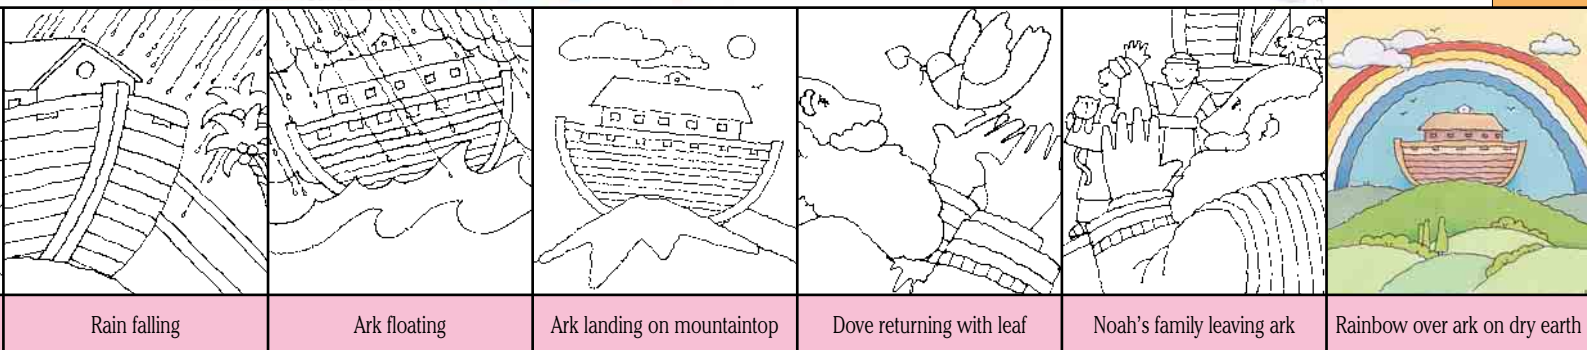 Rain falling
Ark floating
Ark landing on mountaintop
Dove returning with leaf
Noah's family leaving ark
Rainbow over ark on dry earth